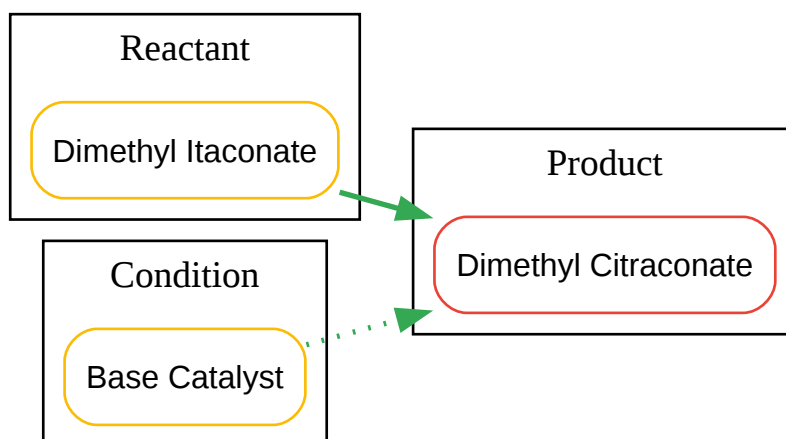 Reactant
Dimethyl Itaconate
Product
Dimethyl Citraconate
Condition
Base Catalyst